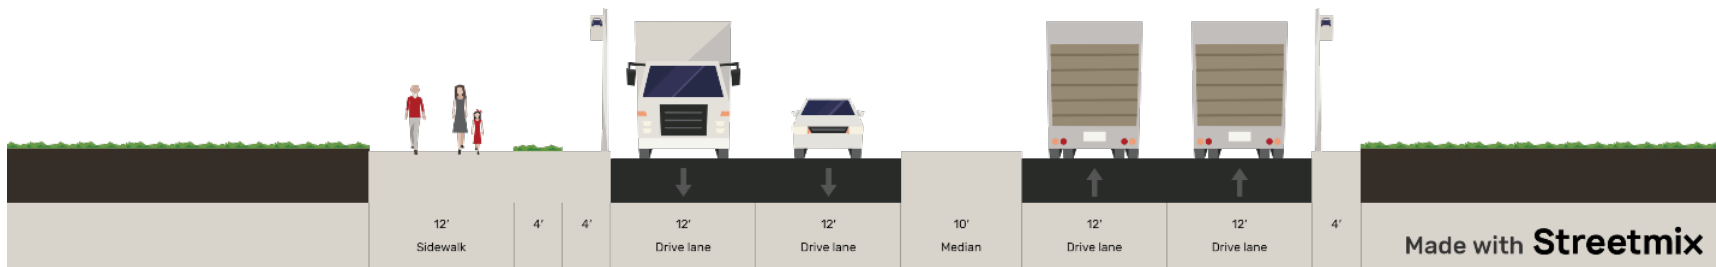 12' 4' 4' 12' 12' 10' 12' 12' 4'
Sidewalk Drive lane Drive lane Median Drive lane Drive lane
Made with Streetmix